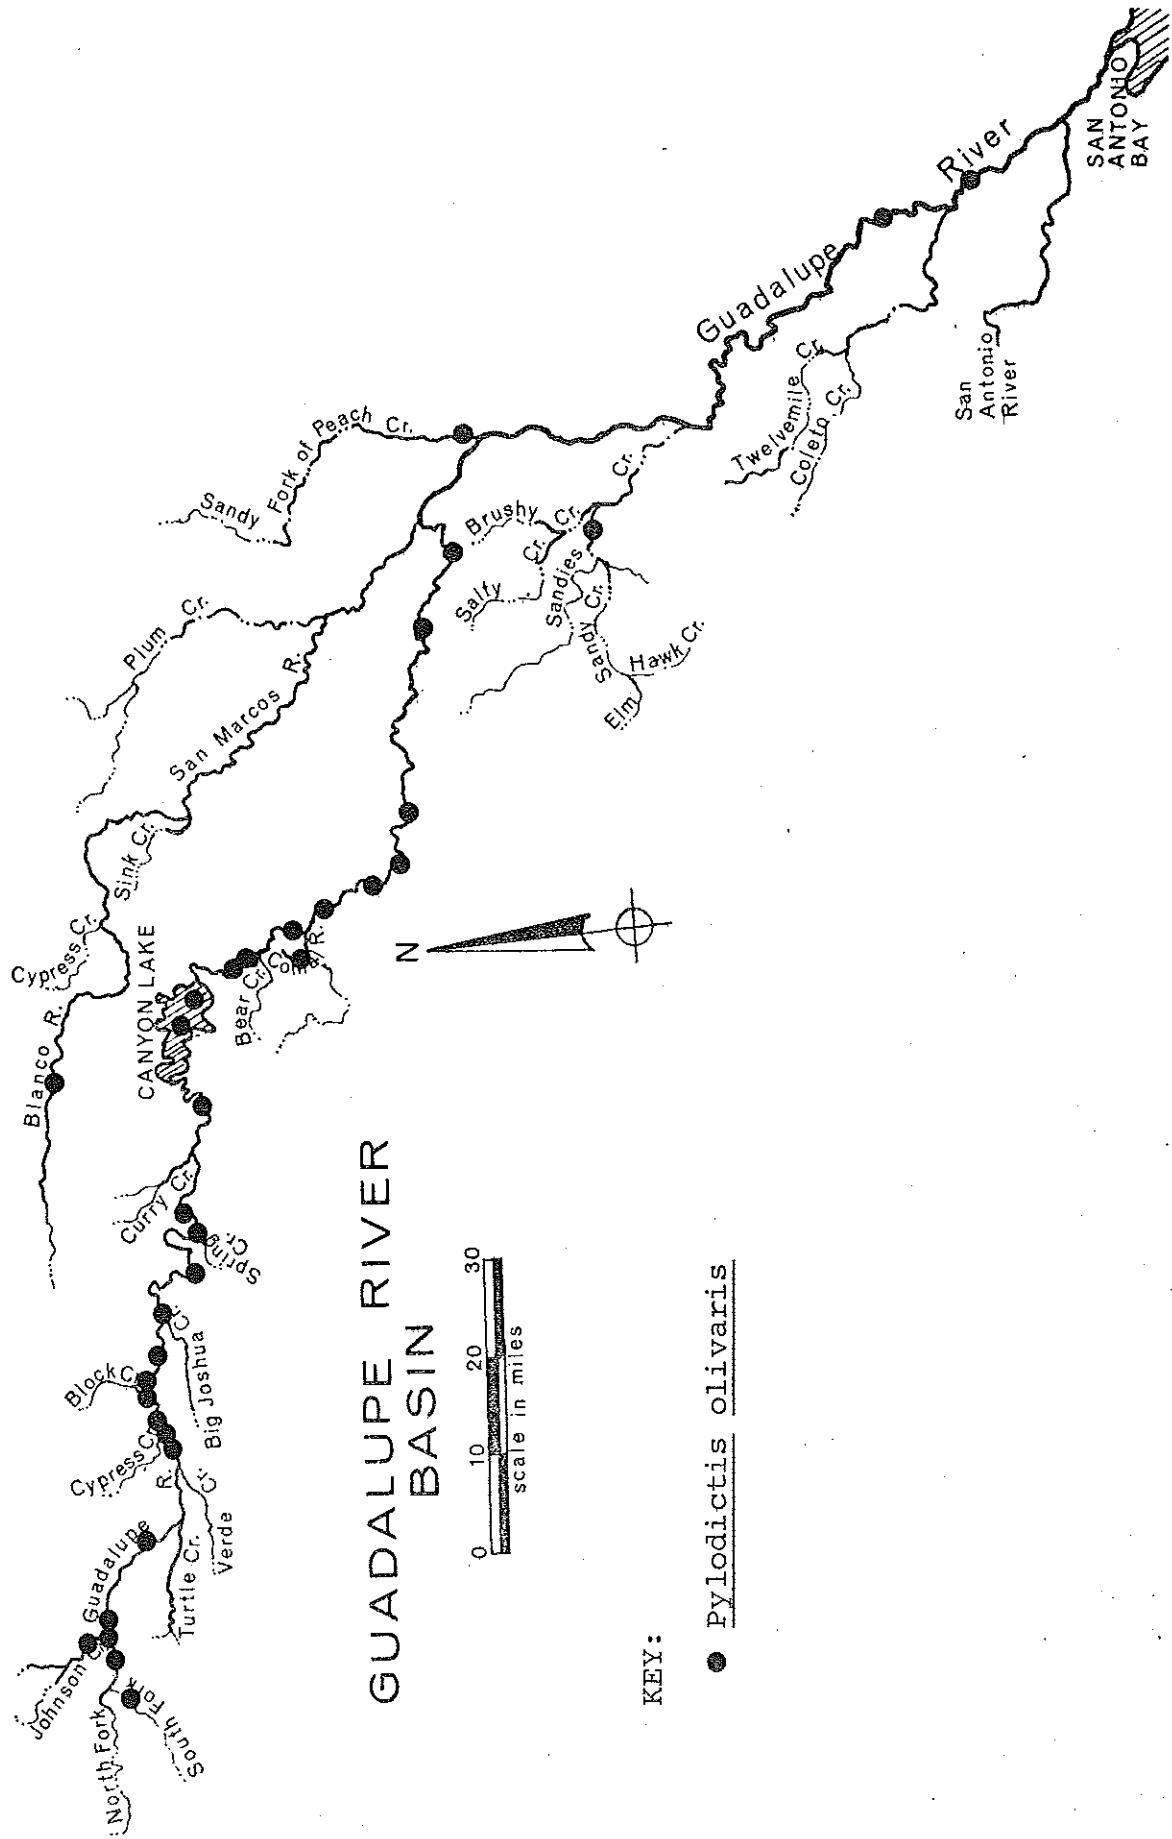 GUADALUPE RIVER
BASIN
0 10 20 30
scale in miles
KEY:
Pylodictis olivaris
N
North Fork
South Fork
Johnson Cr.
Guadalupe
R.
Turtle Cr.
Verde Cr.
Cypress Cr.
Block Cr.
Big Joshua Cr.
Spring Cr.
Curry Cr.
CANYON LAKE
Blanco R.
Cypress Cr.
Sink Cr.
Bear Cr.
Comal R.
San Marcos R.
Plum Cr.
Sandy
Fork of Peach Cr.
Brushy Cr.
Salty Cr.
Sandies Cr.
Sandy Cr.
Elm
Hawk Cr.
Guadalupe River
Twelvemile Cr.
Coleto Cr.
San
Antonio
River
SAN
ANTONIO
BAY